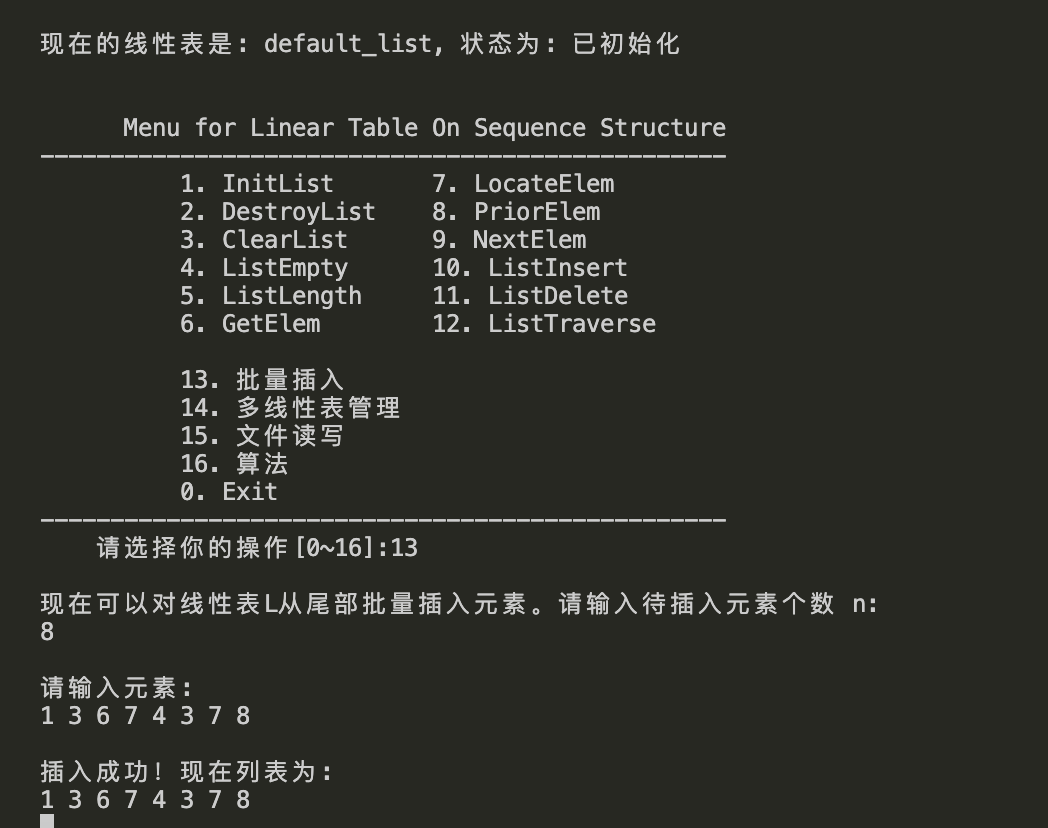 现在的线性表是: default_list, 状态为: 已初始化
Menu for Linear Table On Sequence Structure
-------------------------------------------------
1. InitList 7. LocateElem
2. DestroyList 8. PriorElem
3. ClearList 9. NextElem
4. ListEmpty 10. ListInsert
5. ListLength 11. ListDelete
6. GetElem 12. ListTraverse
13. 批量插入
14. 多线性表管理
15. 文件读写
16. 算法
0. Exit
-------------------------------------------------
请选择你的操作[0~16]:13
现在可以对线性表L从尾部批量插入元素。请输入待插入元素个数 n:
8
请输入元素:
1 3 6 7 4 3 7 8
插入成功! 现在列表为:
1 3 6 7 4 3 7 8